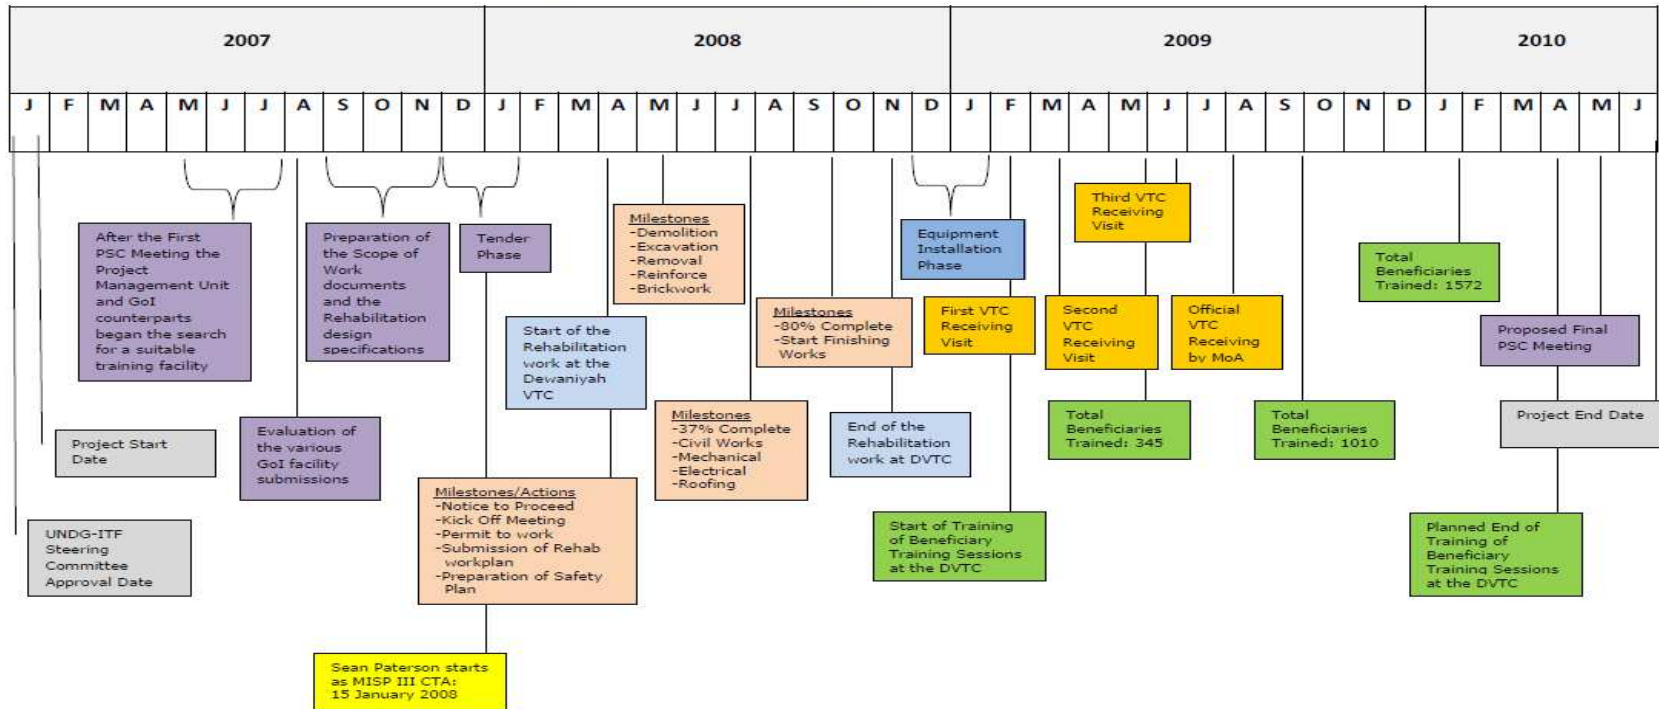 2007 2008 2009 2010
J F M A M J J A S O N D J F M A M J J A S O N D J F M A M J J A S O N D J F M A M J
After the First
PSC Meeting the
Project
Management Unit
and GoI
counterparts
began the search
for a suitable
training facility
Preparation of
the Scope of
Work
documents
and the
Rehabilitation
design
specifications
Tender
Phase
Milestones
-Demolition
-Excavation
-Removal
-Reinforce
-Brickwork
Equipment
Installation
Phase
Third VTC
Receiving
Visit
Total
Beneficiaries
Trained: 1572
Start of the
Rehabilitation
work at the
Dewaniyah
VTC
Milestones
-80% Complete
-Start Finishing
Works
First VTC
Receiving
Visit
Second
VTC
Receiving
Visit
Official
VTC
Receiving
by MoA
Proposed Final
PSC Meeting
Project Start
Date
Evaluation of
the various
GoI facility
submissions
Milestones
-37% Complete
-Civil Works
-Mechanical
-Electrical
-Roofing
End of the
Rehabilitation
work at DVTC
Total
Beneficiaries
Trained: 345
Total
Beneficiaries
Trained: 1010
Project End Date
UNDG-ITF
Steering
Committee
Approval Date
Milestones/Actions
-Notice to Proceed
-Kick Off Meeting
-Permit to work
-Submission of Rehab
workplan
-Preparation of Safety
Plan
Start of Training
of Beneficiary
Training Sessions
at the DVTC
Planned End of
Training of
Beneficiary
Training Sessions
at the DVTC
Sean Paterson starts
as MISP III CTA:
15 January 2008